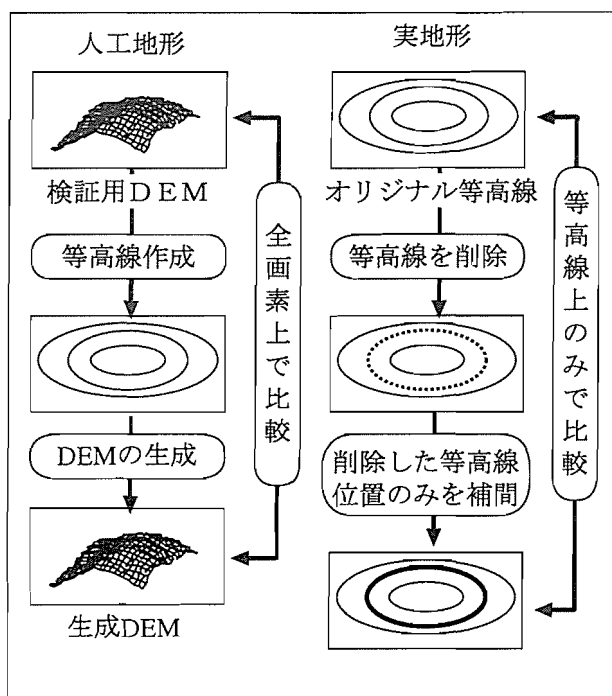 人工地形
検証用DEM
等高線作成
DEMの生成
生成DEM
全画素上で比較
実地形
オリジナル等高線
等高線を削除
削除した等高線
位置のみを補間
等高線上のみで比較